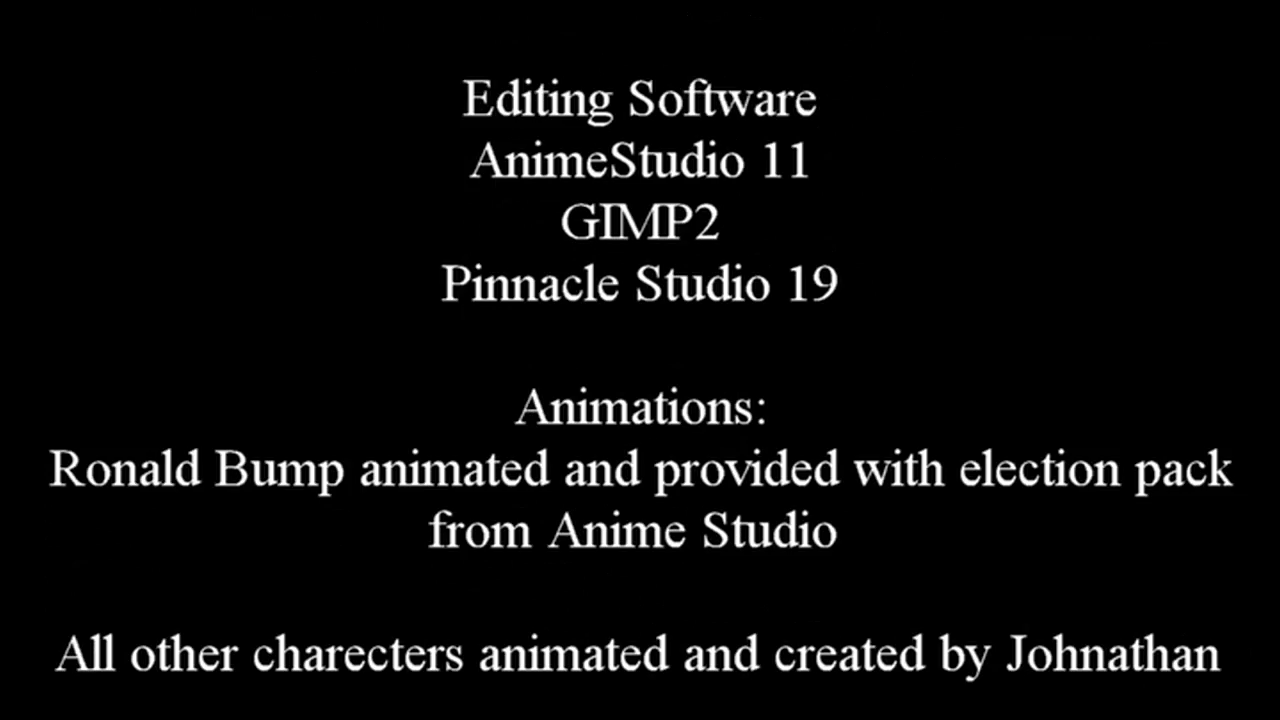 Editing Software
AnimeStudio 11
GIMP2
Pinnacle Studio 19
Animations:
Ronald Bump animated and provided with election pack
from Anime Studio
All other charecters animated and created by Johnathan